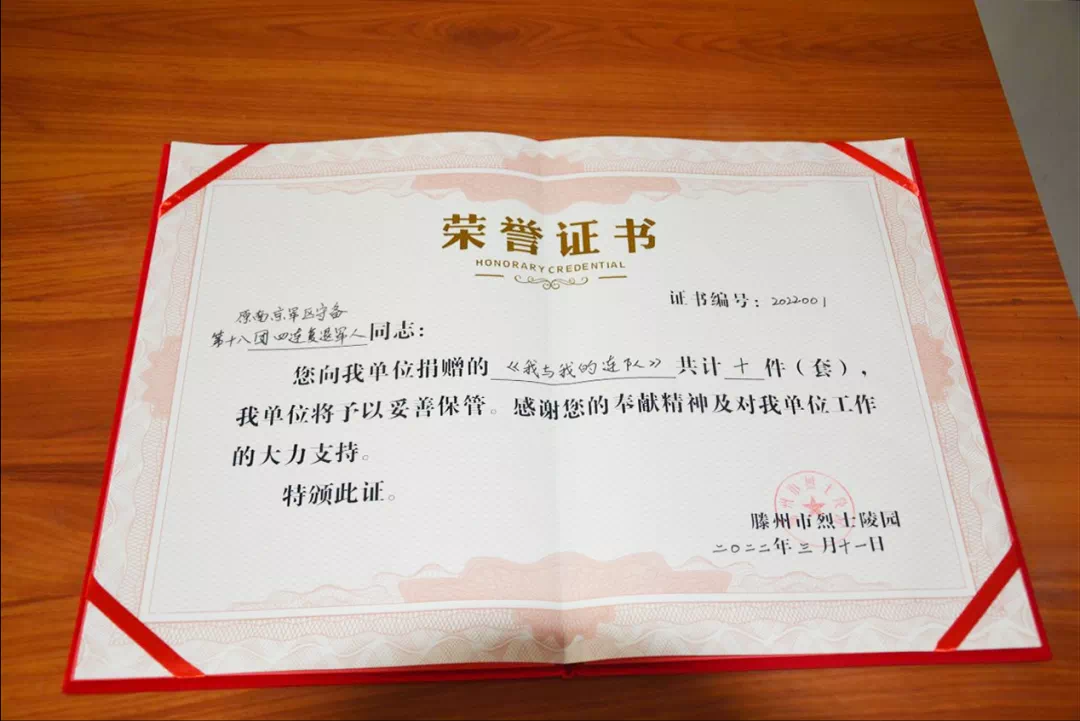 荣誉证书
HONORARY CREDENTIAL
证书编号：2022001
原南京军区守备
第十八团四连复退军人同志：
您向我单位捐赠的《我与我的连队》共计十件（套），
我单位将予以妥善保管。感谢您的奉献精神及对我单位工作
的大力支持。
特颁此证。
滕州市烈士陵园
二〇二二年三月十一日